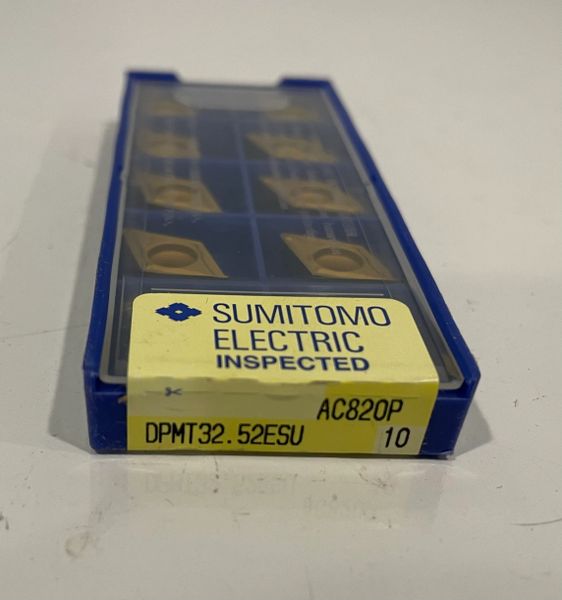 SUMITOMO
ELECTRIC
INSPECTED
AC820P
DPMT32.52ESU
10